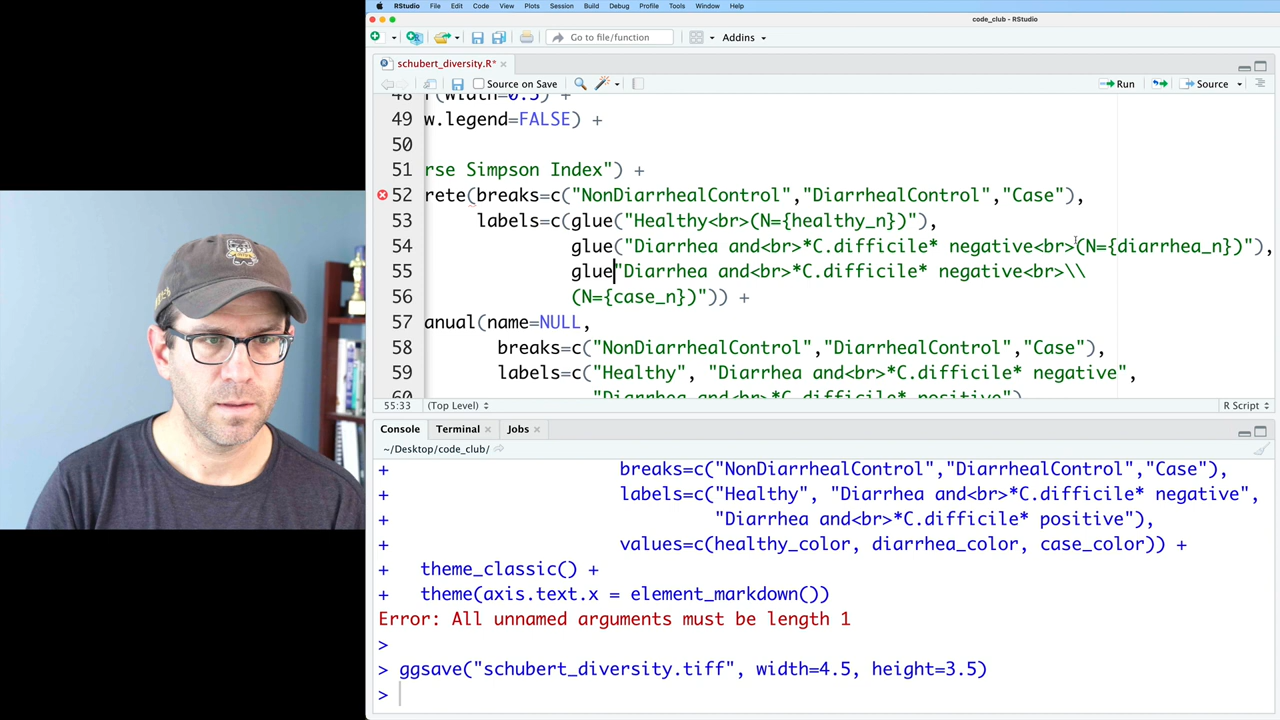 RStudio File Edit Code View Plots Session Build Debug Profile Tools Window Help
code_club - RStudio
Go to file/function Addins
schubert_diversity.R*
Source on Save Run Source
49 w.legend=FALSE) +
50
51 rse Simpson Index") +
52 rete(breaks=c("NonDiarrhealControl","DiarrhealControl","Case"),
53 labels=c(glue("Healthy<br>(N={healthy_n})"),
54 glue("Diarrhea and<br>*C.difficile* negative<br>(N={diarrhea_n})"),
55 glue"Diarrhea and<br>*C.difficile* negative<br>\\
56 (N={case_n})")) +
57 anual(name=NULL,
58 breaks=c("NonDiarrhealControl","DiarrhealControl","Case"),
59 labels=c("Healthy", "Diarrhea and<br>*C.difficile* negative",
60 "Diarrhea and<br>*C.difficile* positive")
55:33 (Top Level) R Script
Console Terminal Jobs
~/Desktop/code_club/
+ breaks=c("NonDiarrhealControl","DiarrhealControl","Case"),
+ labels=c("Healthy", "Diarrhea and<br>*C.difficile* negative",
+ "Diarrhea and<br>*C.difficile* positive"),
+ values=c(healthy_color, diarrhea_color, case_color)) +
+ theme_classic() +
+ theme(axis.text.x = element_markdown())
Error: All unnamed arguments must be length 1
>
> ggsave("schubert_diversity.tiff", width=4.5, height=3.5)
>